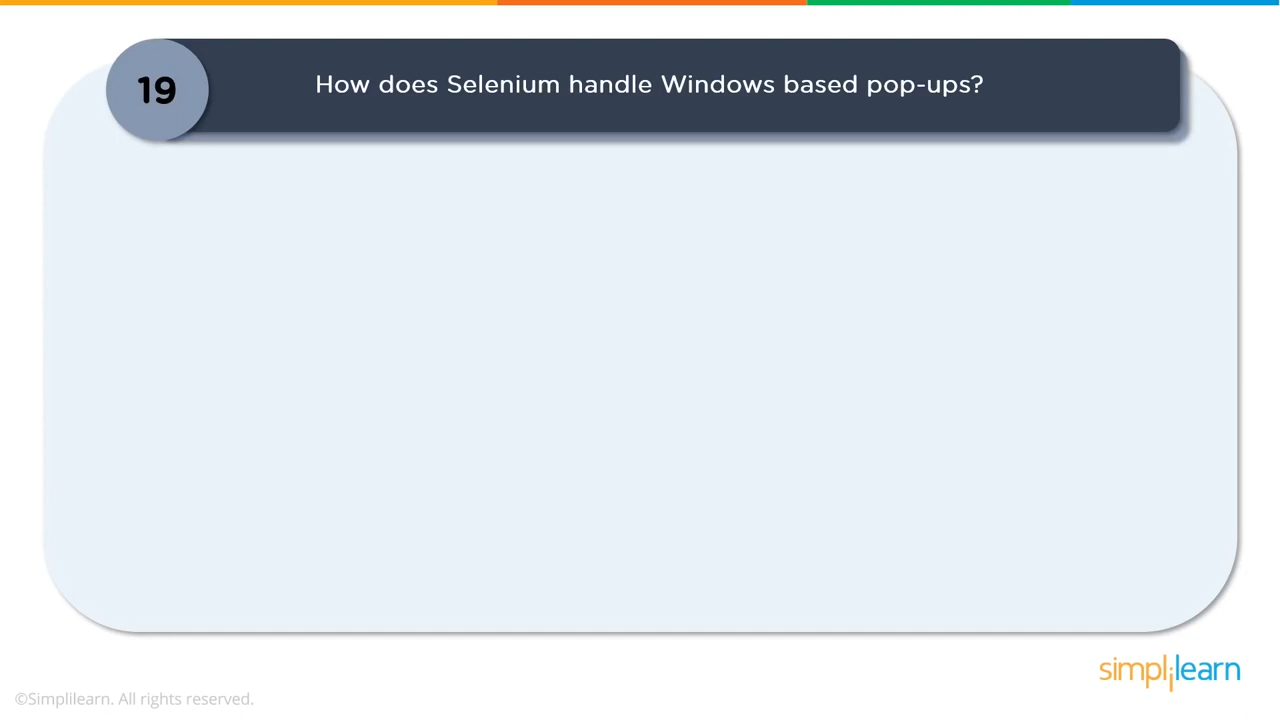 19
How does Selenium handle Windows based pop-ups?
simplilearn
©Simplilearn. All rights reserved.